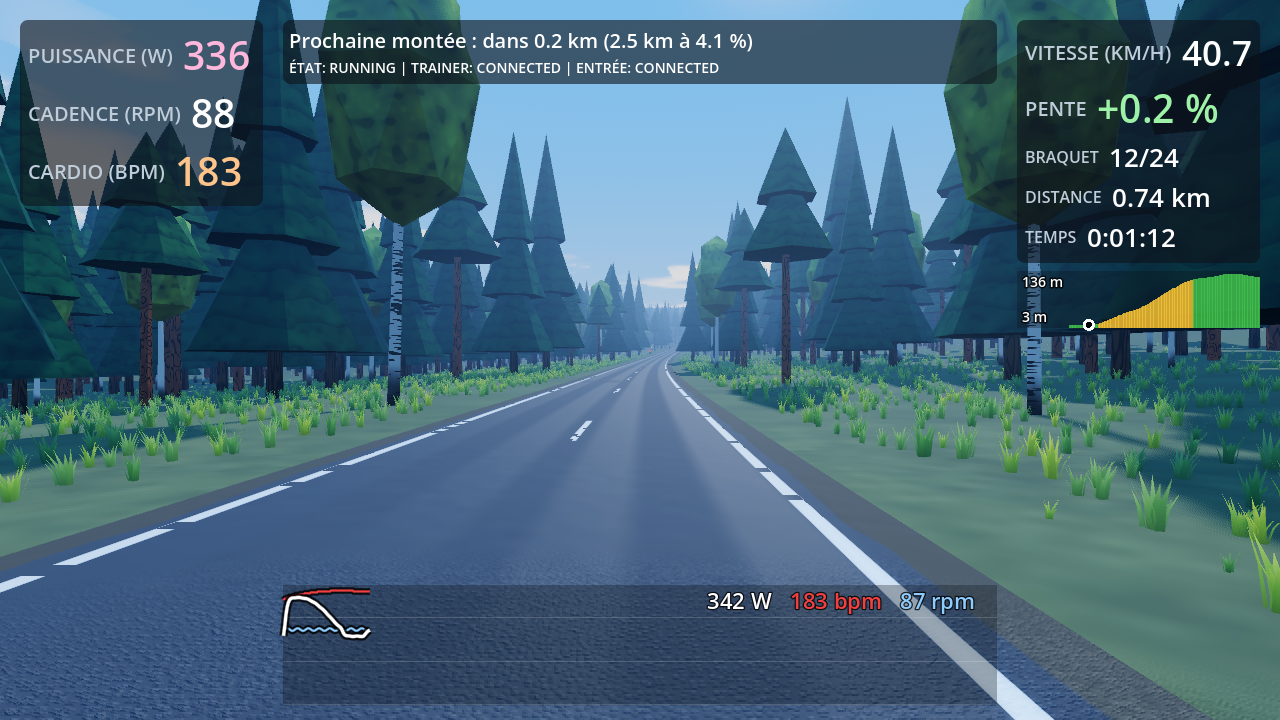 PUISSANCE (W) 336
CADENCE (RPM) 88
CARDIO (BPM) 183
Prochaine montée : dans 0.2 km (2.5 km à 4.1 %)
ÉTAT: RUNNING | TRAINER: CONNECTED | ENTRÉE: CONNECTED
VITESSE (KM/H) 40.7
PENTE +0.2 %
BRAQUET 12/24
DISTANCE 0.74 km
TEMPS 0:01:12
136 m
3 m
342 W 183 bpm 87 rpm